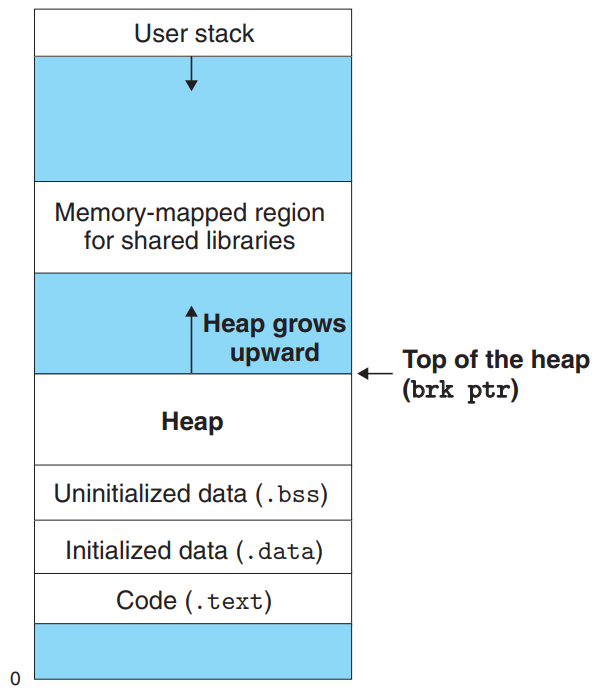 User stack
Memory-mapped region
for shared libraries
Heap grows
upward
Top of the heap
(brk ptr)
Heap
Uninitialized data (.bss)
Initialized data (.data)
Code (.text)
0